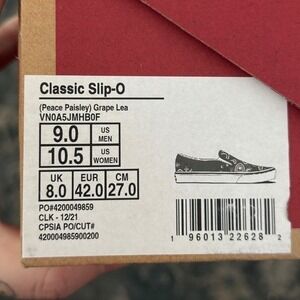 Classic Slip-O
(Peace Paisley) Grape Lea
VN0A5JMHB0F
9.0 US MEN
10.5 US WOMEN
UK EUR CM
8.0 42.0 27.0
PO#4200049859
CLK - 12/21
CPSIA PO/CUT#
420004985900200
1 96013 22628 2